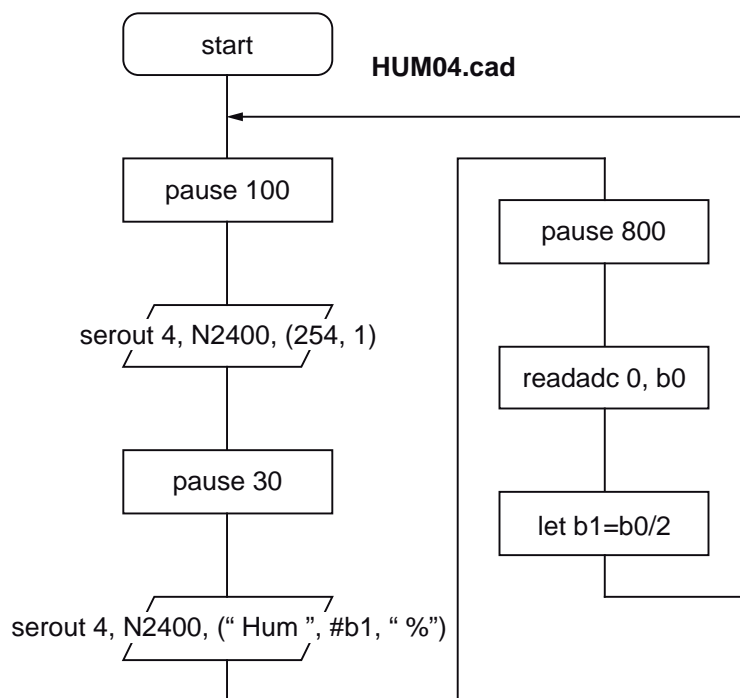 start
HUM04.cad
pause 100
serout 4, N2400, (254, 1)
pause 30
serout 4, N2400, (“ Hum ”, #b1, “ %”)
pause 800
readadc 0, b0
let b1=b0/2